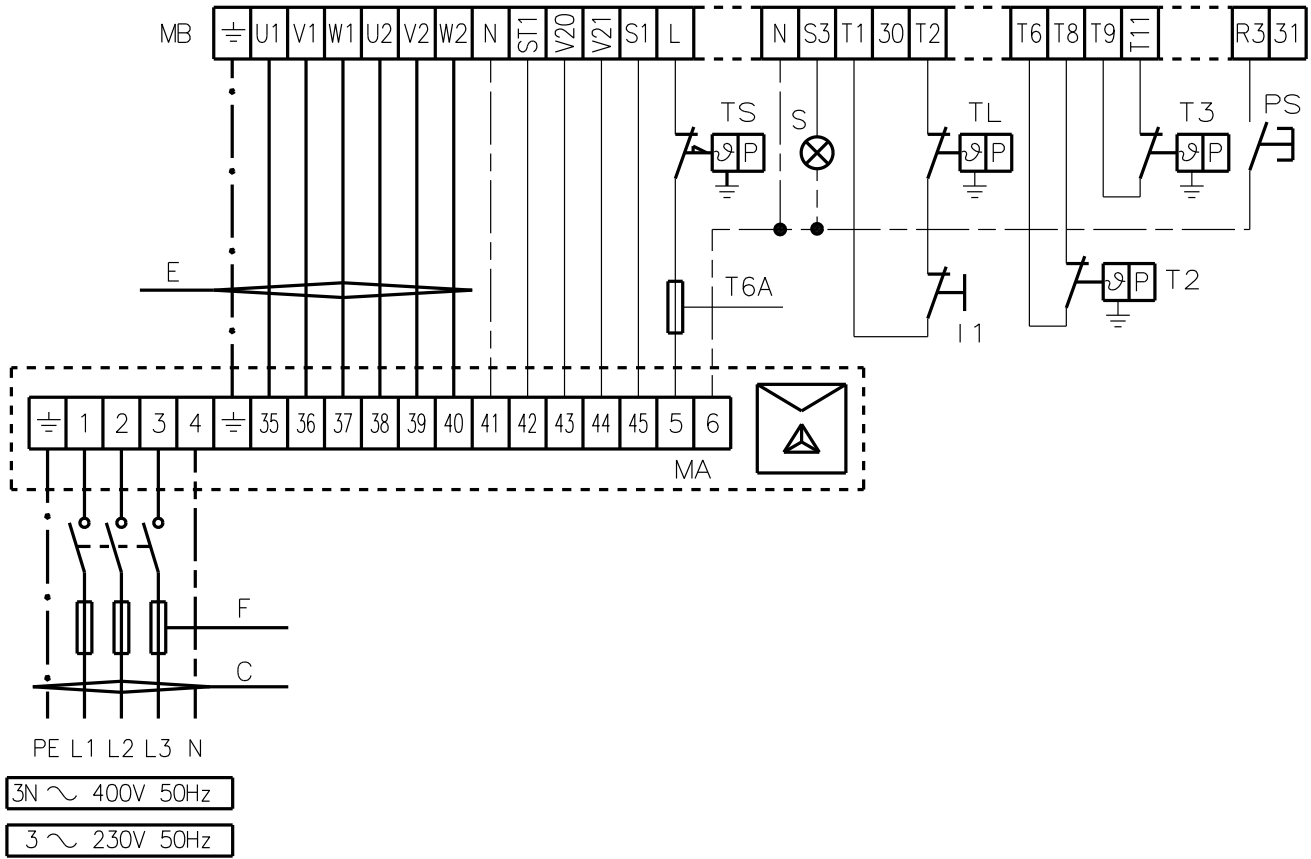 MB U1 V1 W1 U2 V2 W2 N ST1 V20 V21 S1 L N S3 T1 30 T2 T6 T8 T9 T11 R3 31
TS S TL T3 PS
ϑ P ϑ P ϑ P
E T6A ϑ P T2
I1
1 2 3 4 35 36 37 38 39 40 41 42 43 44 45 5 6
MA
F
C
PE L1 L2 L3 N
3N ~ 400V 50Hz
3 ~ 230V 50Hz